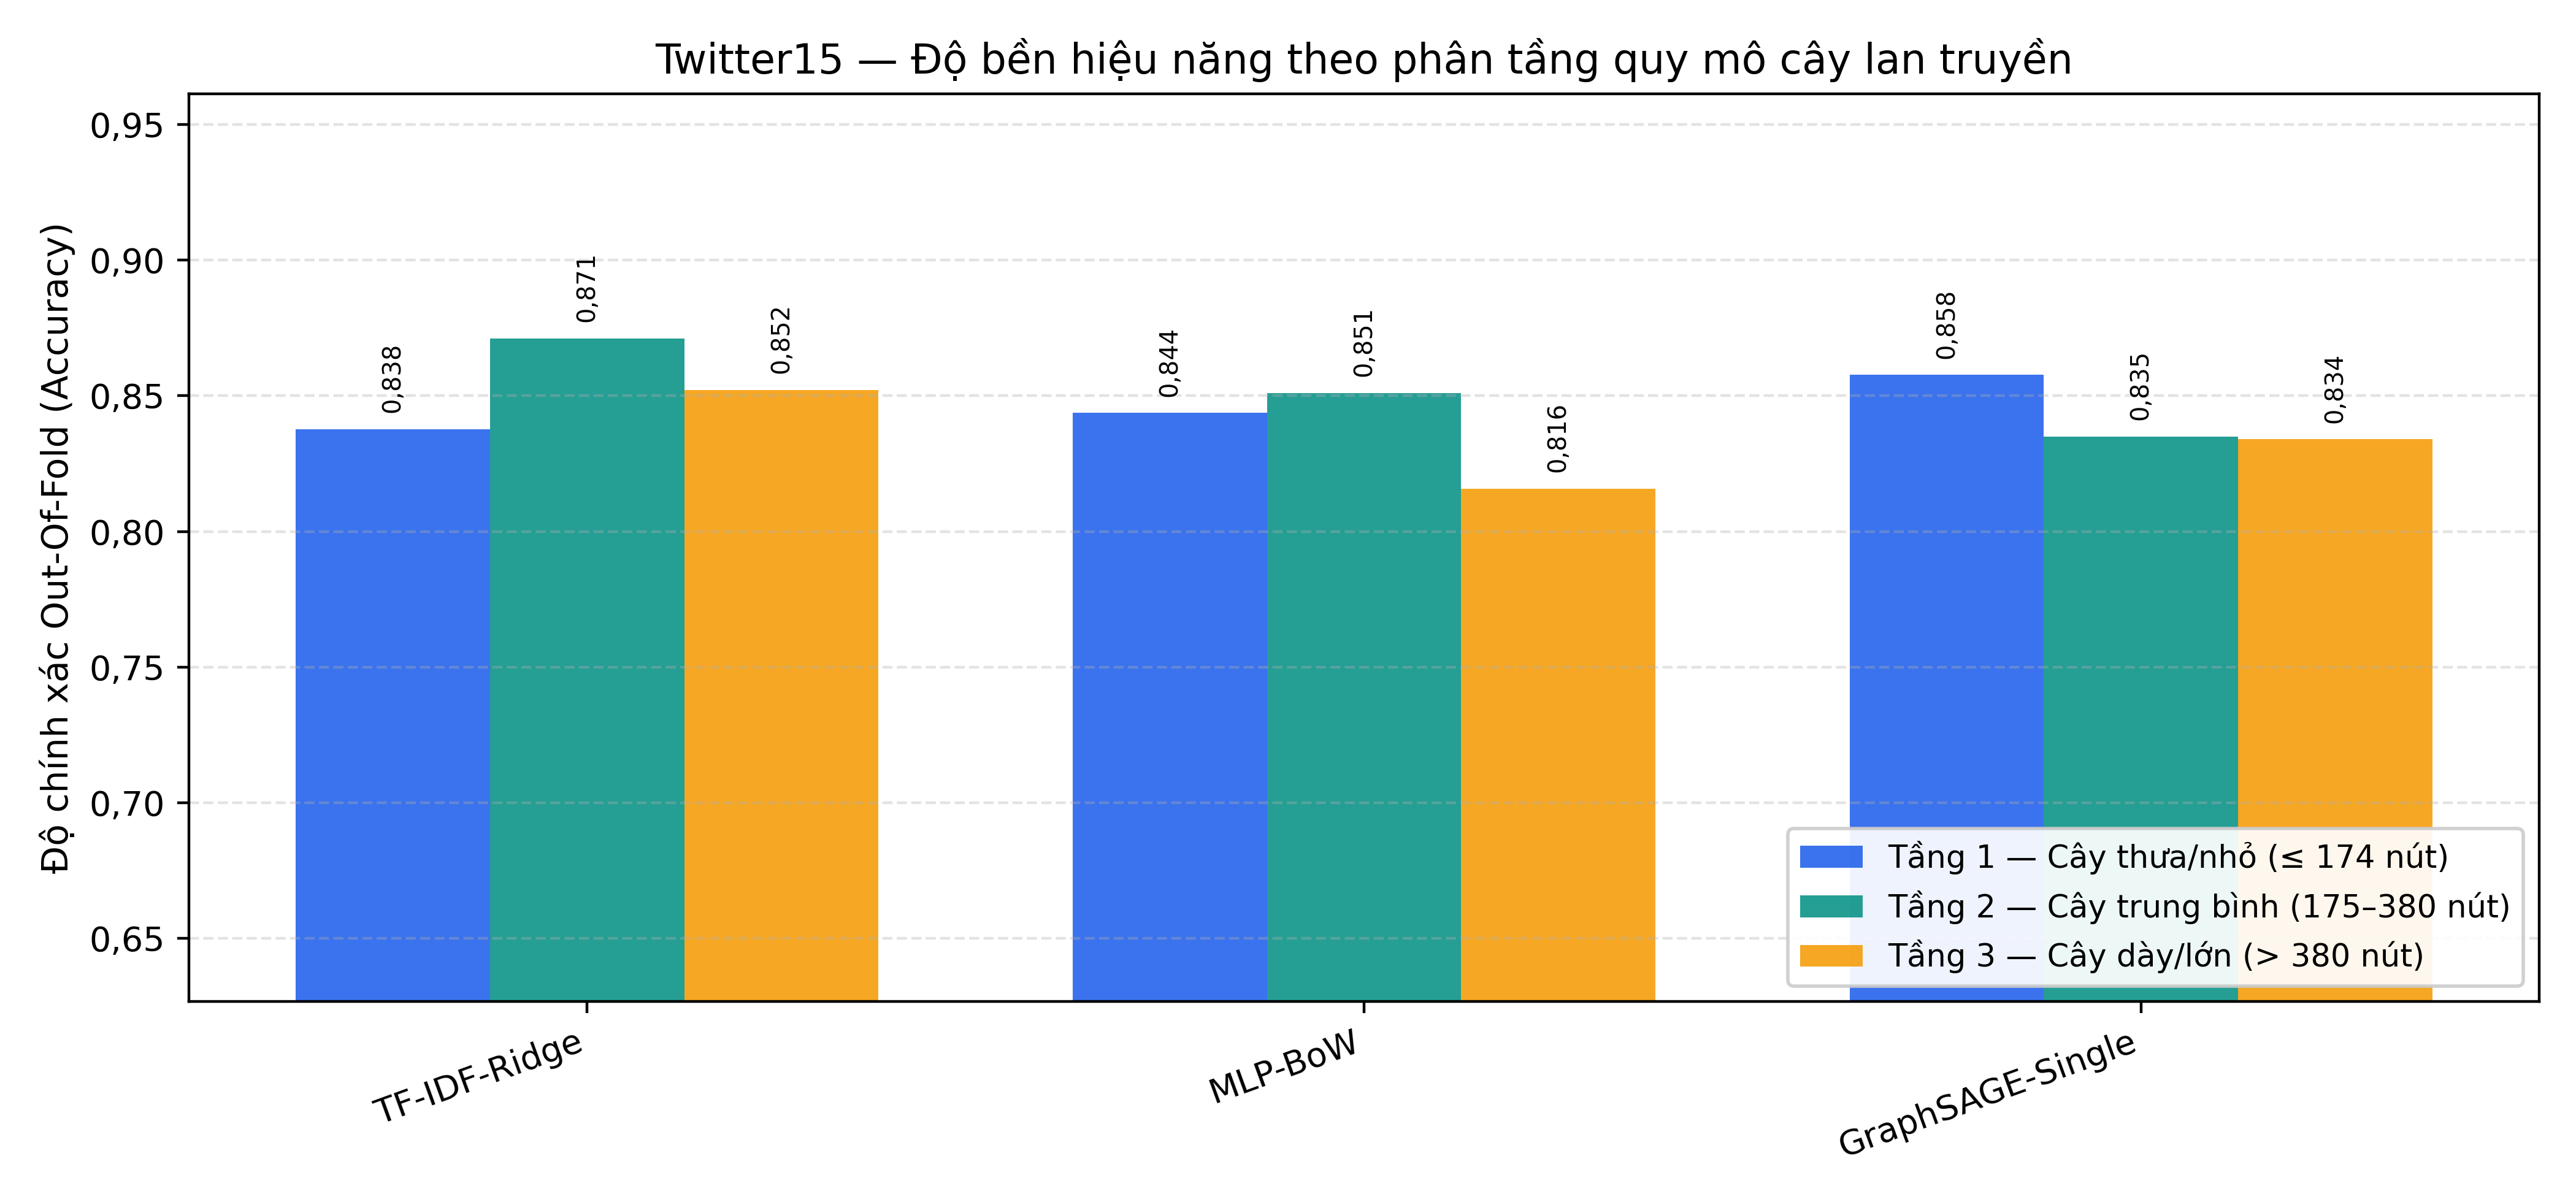 Twitter15 — Độ bền hiệu năng theo phân tầng quy mô cây lan truyền
Độ chính xác Out-Of-Fold (Accuracy)
0,95
0,90
0,85
0,80
0,75
0,70
0,65
0,838
0,871
0,852
0,844
0,851
0,816
0,858
0,835
0,834
Tầng 1 — Cây thưa/nhỏ (≤ 174 nút)
Tầng 2 — Cây trung bình (175–380 nút)
Tầng 3 — Cây dày/lớn (> 380 nút)
TF-IDF-Ridge
MLP-BoW
GraphSAGE-Single